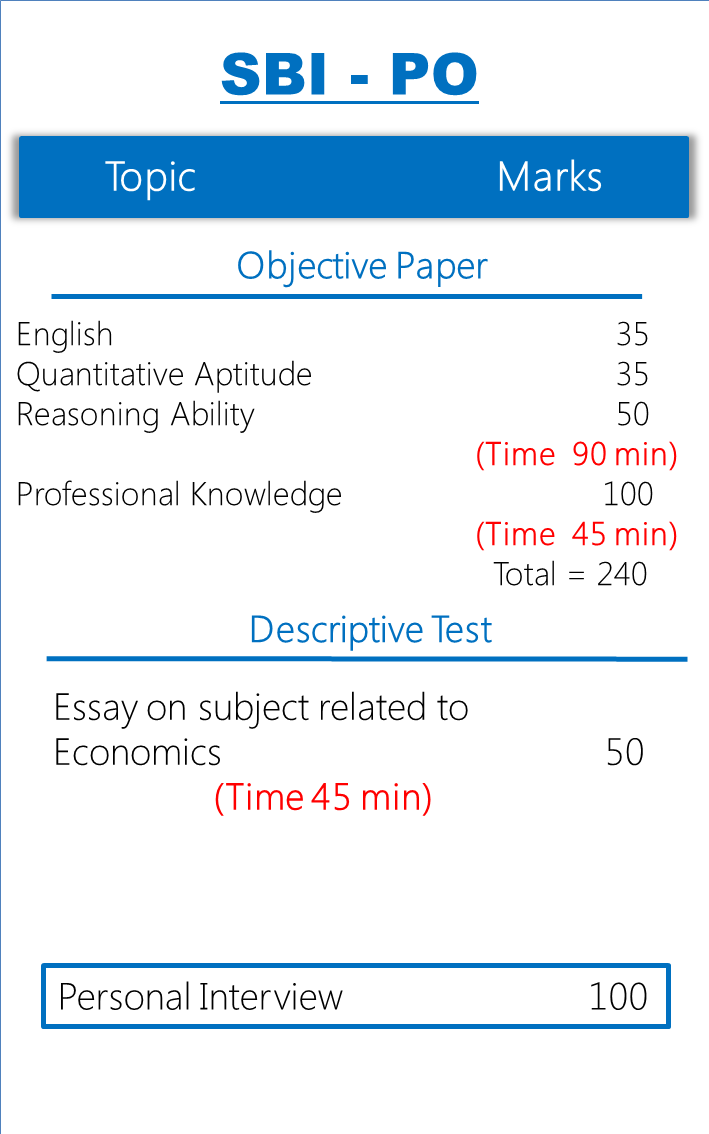 SBI - PO
Topic Marks
Objective Paper
English 35
Quantitative Aptitude 35
Reasoning Ability 50
(Time 90 min)
Professional Knowledge 100
(Time 45 min)
Total = 240
Descriptive Test
Essay on subject related to
Economics 50
(Time 45 min)
Personal Interview 100